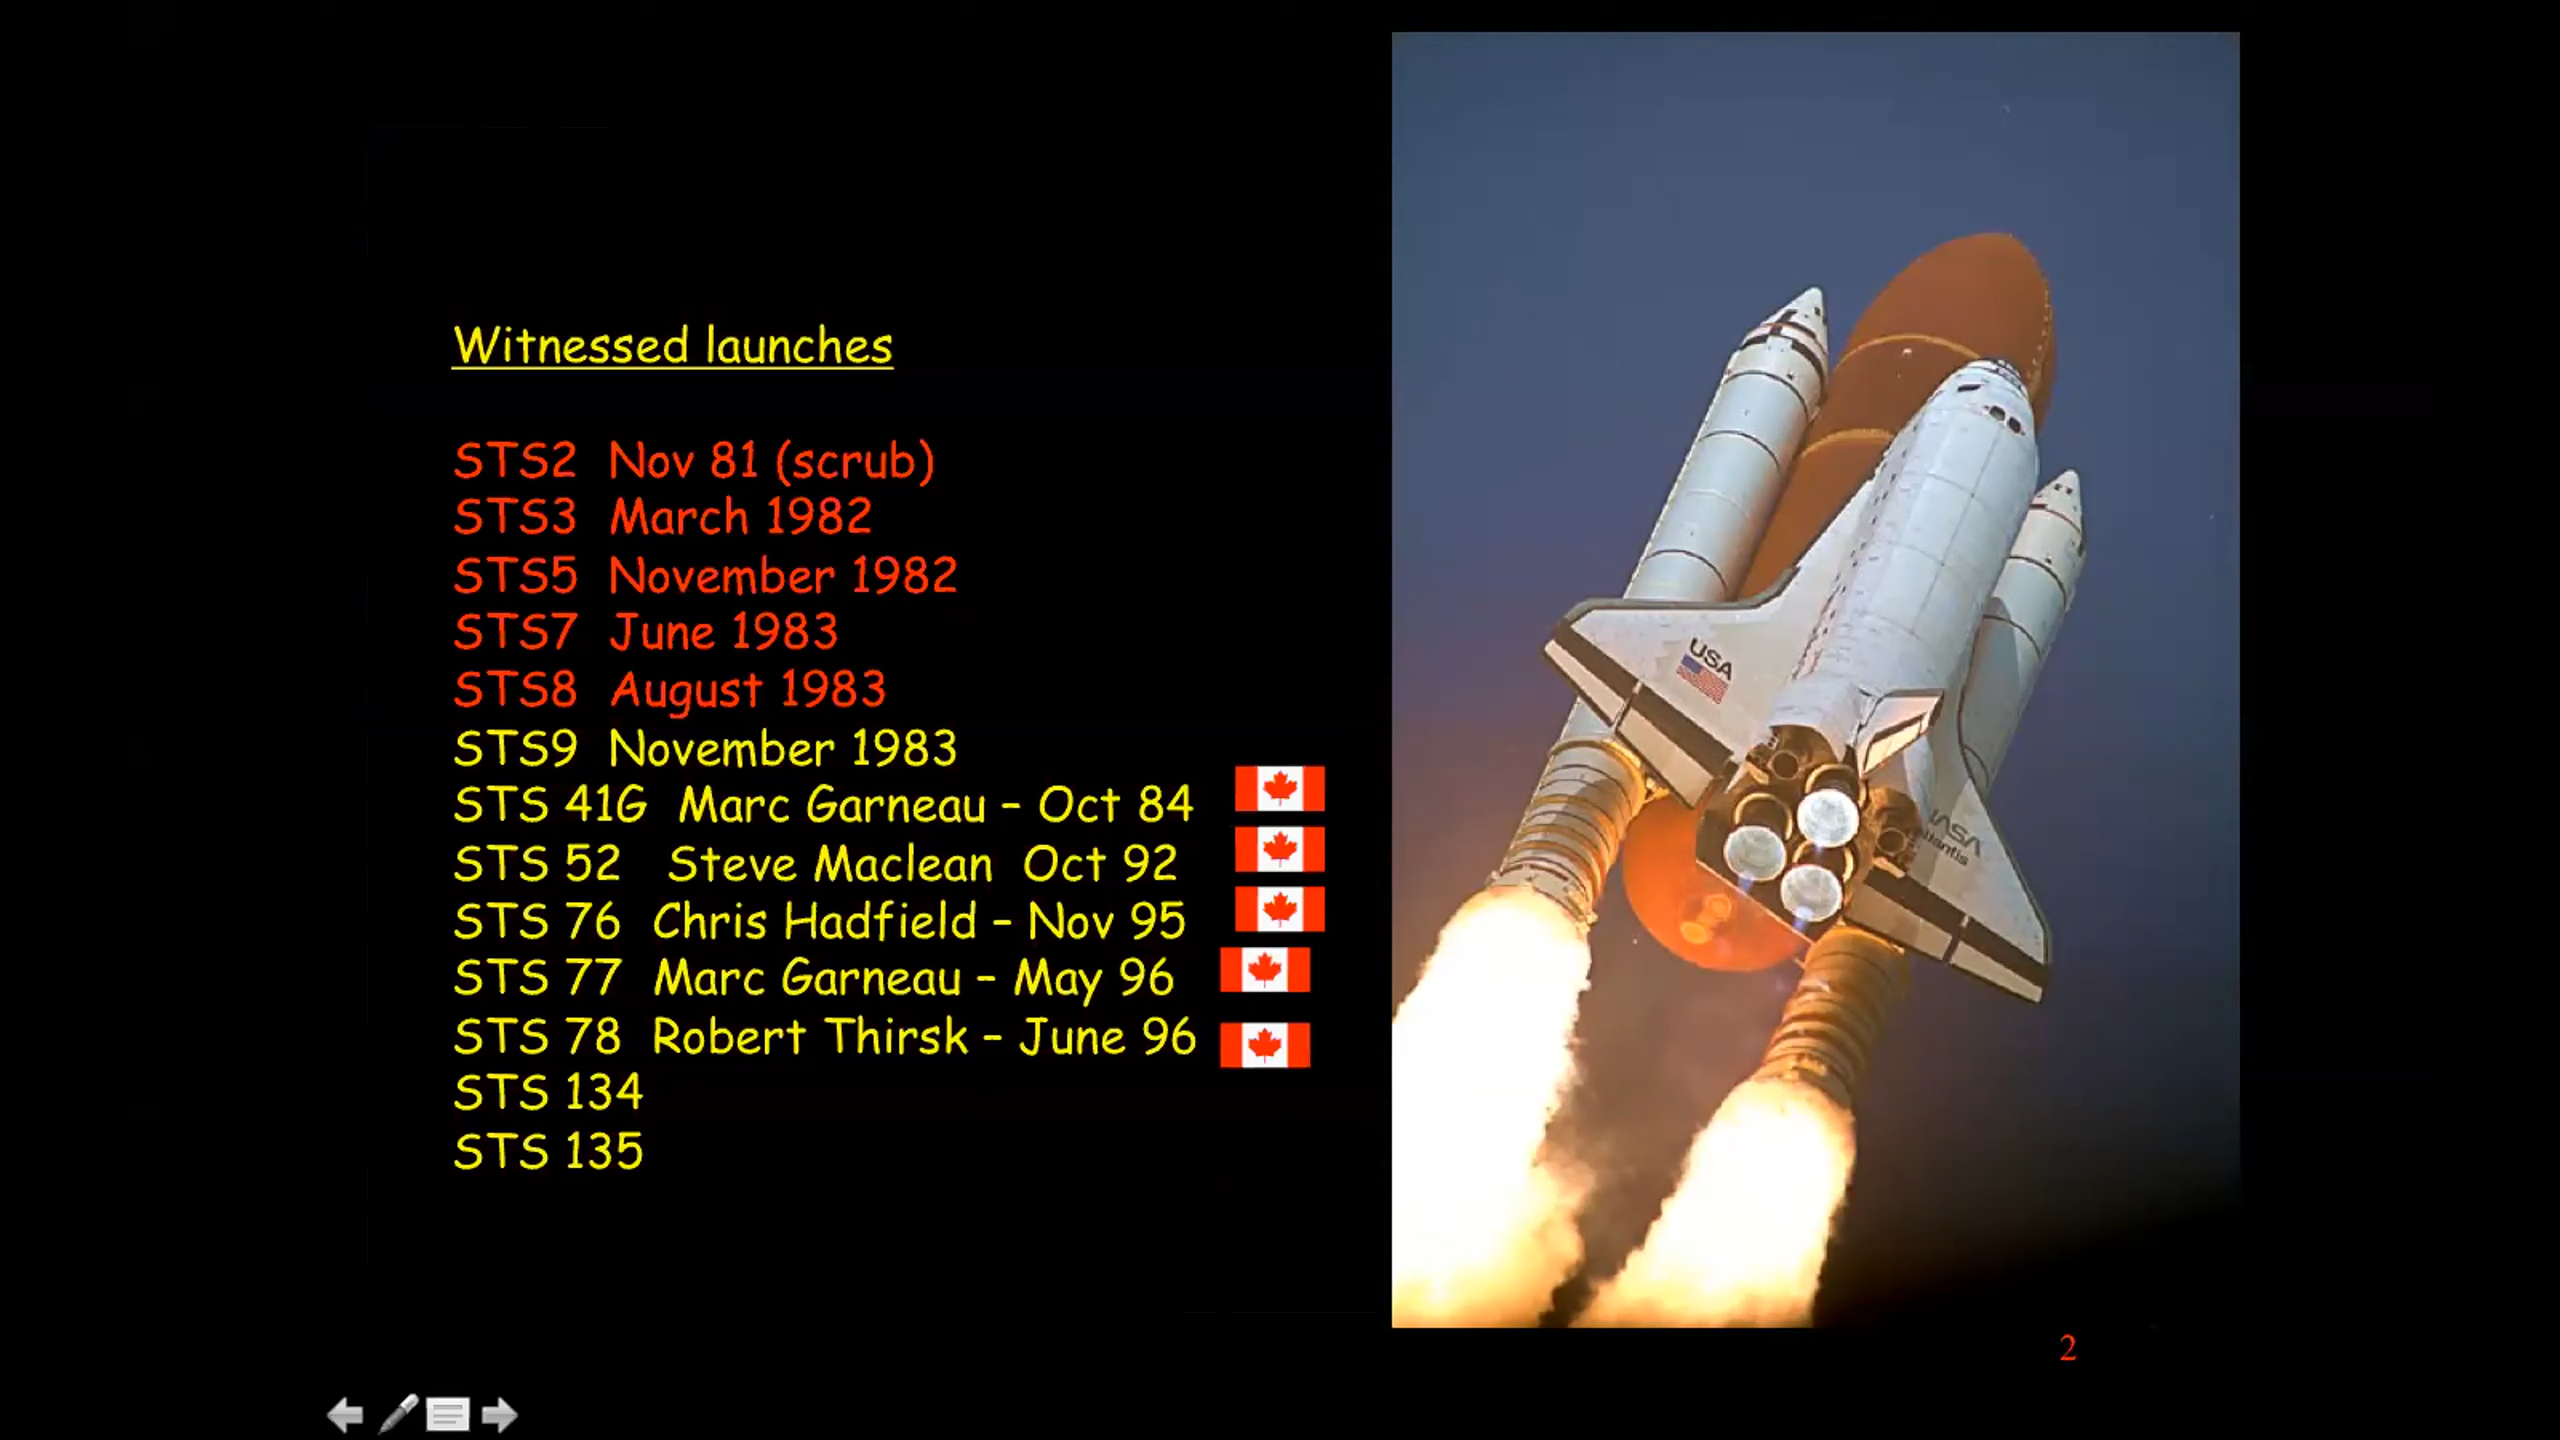 Witnessed launches
STS2 Nov 81 (scrub)
STS3 March 1982
STS5 November 1982
STS7 June 1983
STS8 August 1983
STS9 November 1983
STS 41G Marc Garneau – Oct 84
STS 52 Steve Maclean Oct 92
STS 76 Chris Hadfield – Nov 95
STS 77 Marc Garneau – May 96
STS 78 Robert Thirsk – June 96
STS 134
STS 135
USA
NASA
Atlantis
2